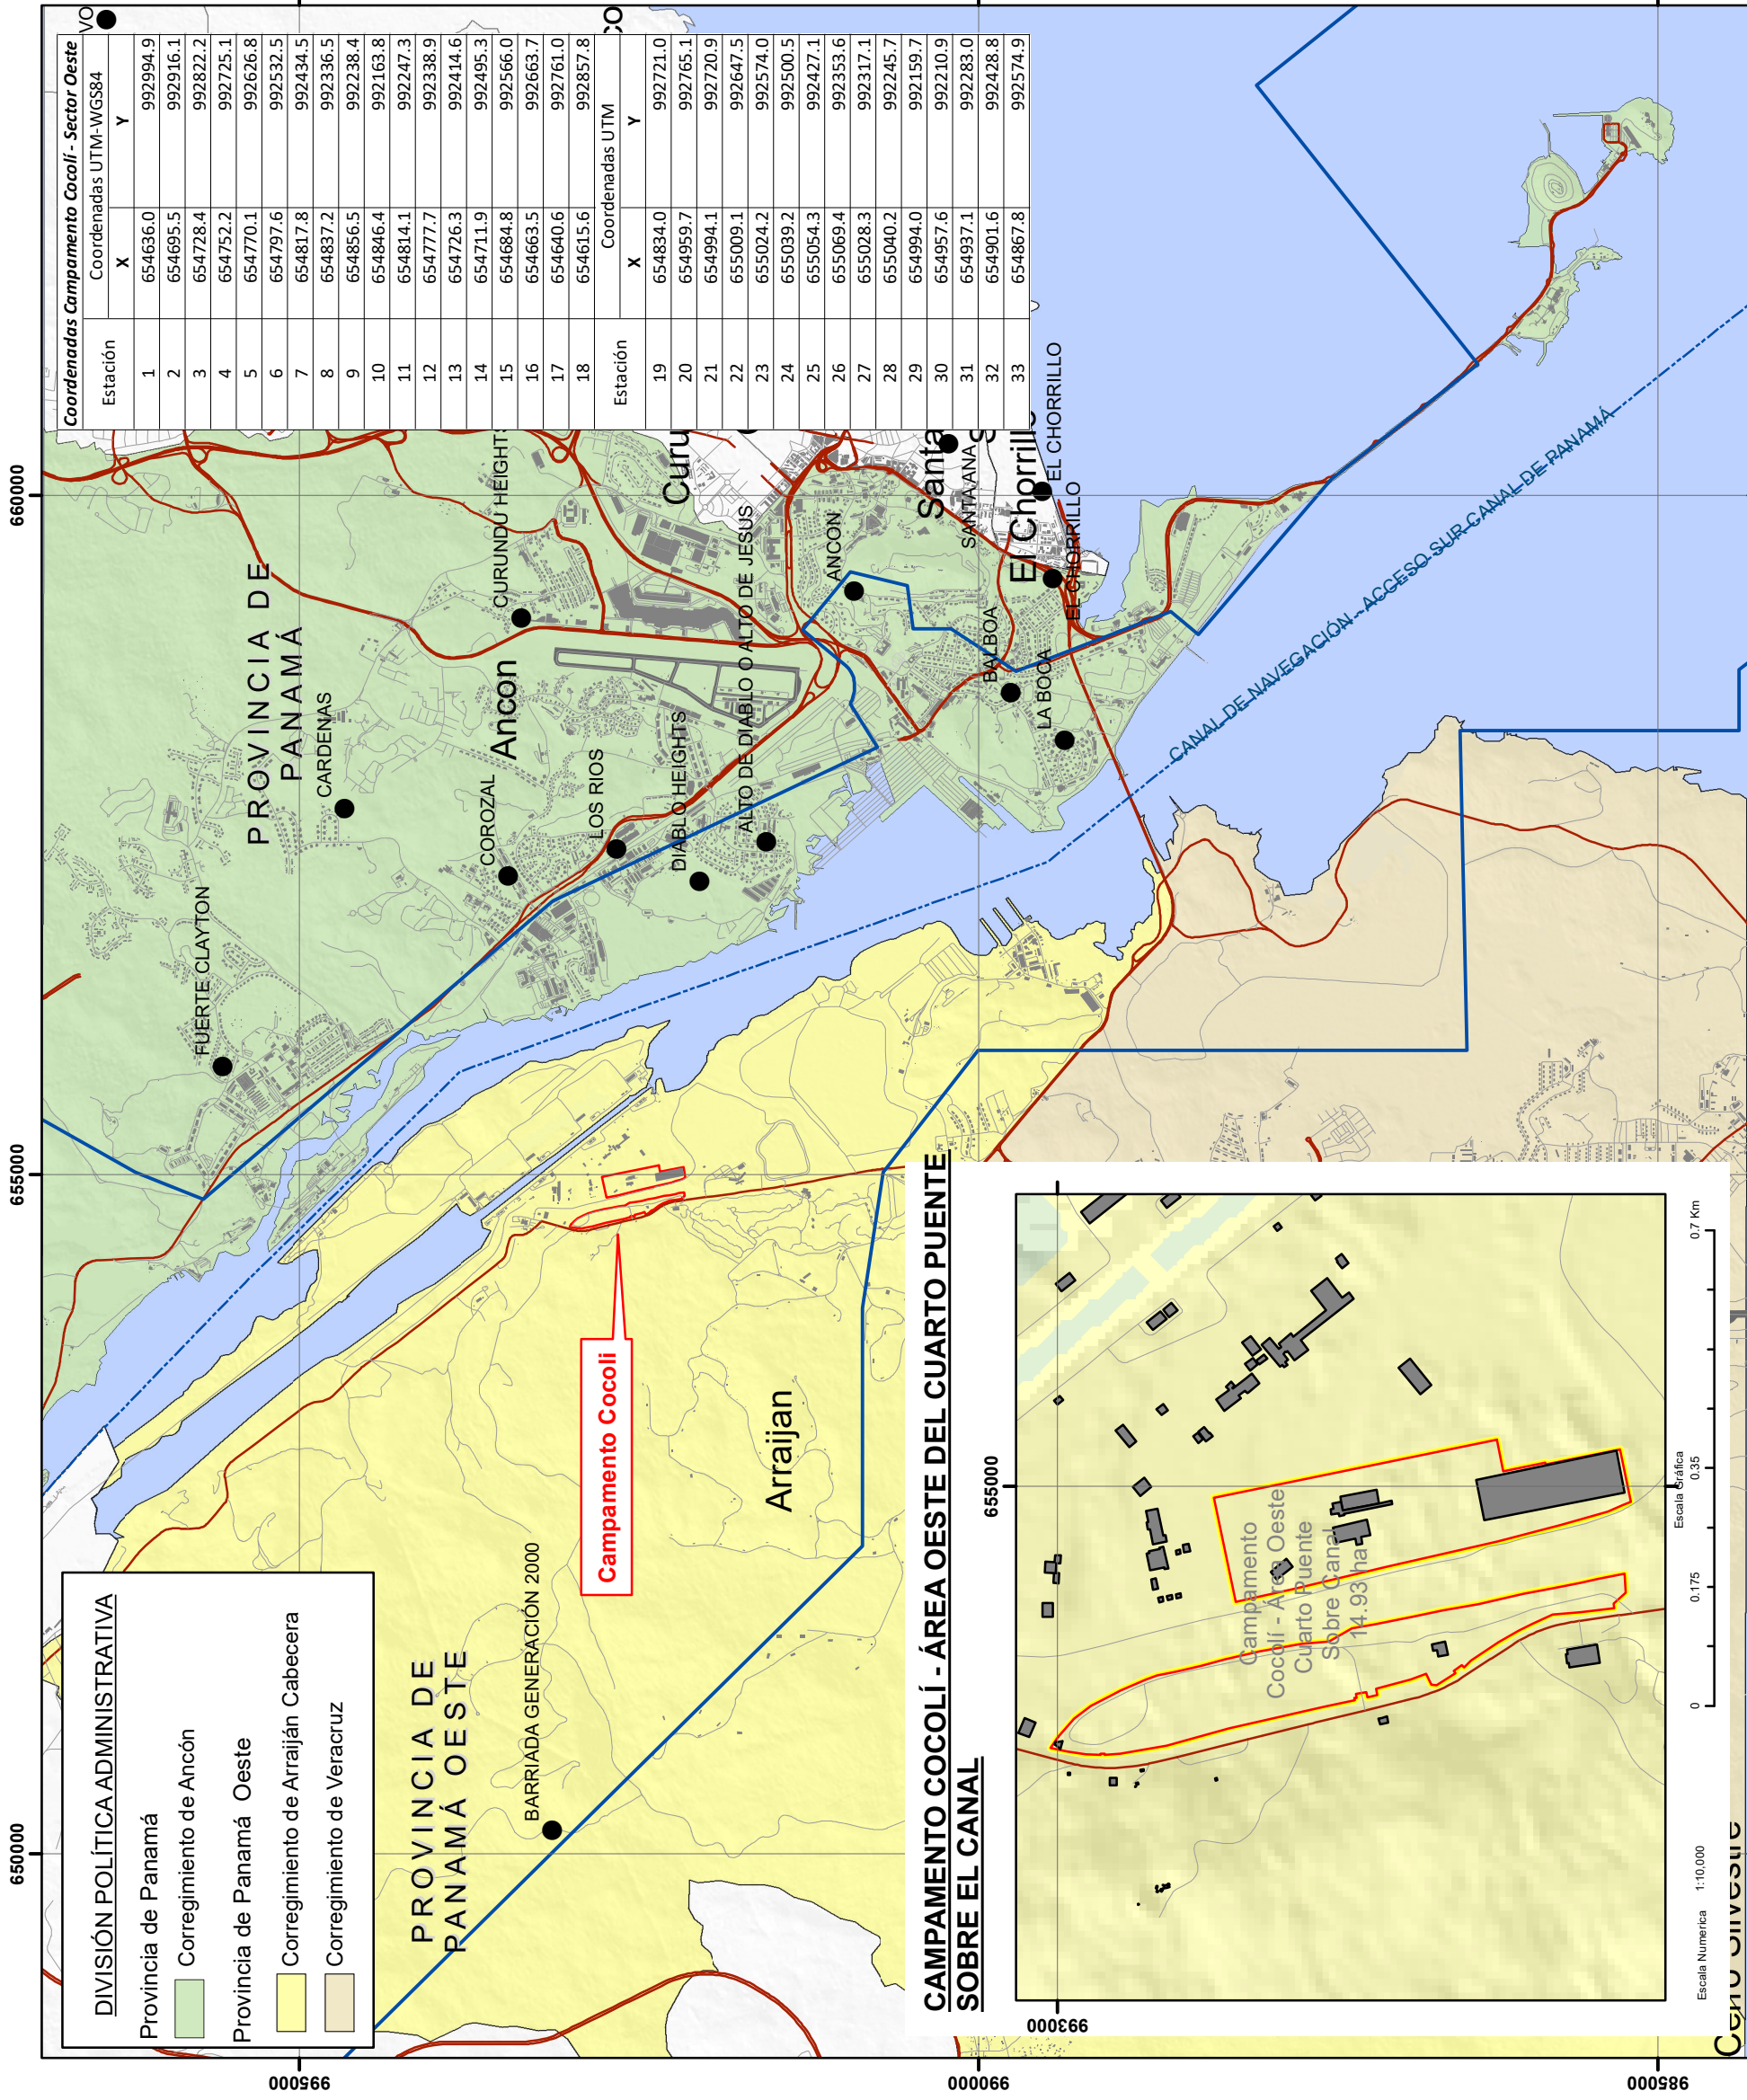 DIVISIÓN POLÍTICA ADMINISTRATIVA
Provincia de Panamá
Corregimiento de Ancón
Provincia de Panamá Oeste
Corregimiento de Arraiján Cabecera
Corregimiento de Veracruz
650000
655000
660000
995000
990000
985000
PROVINCIA DE
PANAMÁ
PROVINCIA DE
PANAMÁ OESTE
FUERTE CLAYTON
CARDENAS
COROZAL
Ancon
LOS RIOS
CURUNDU HEIGHTS
DIABLO HEIGHTS
ALTO DE DIABLO O ALTO DE JESUS
ANCON
BALBOA
LA BOCA
Curu
Santa
SANTA ANA
El Chorrillo
EL CHORRILLO
EL CHORRILLO
VO
CO
BARRIADA GENERACIÓN 2000
Arraijan
Campamento Cocoli
CANAL DE NAVEGACIÓN - ACCESO SUR CANAL DE PANAMÁ
Cerro Silvestre
Coordenadas Campamento Cocolí - Sector Oeste
Estación Coordenadas UTM-WGS84
X Y
1 654636.0 992994.9
2 654695.5 992916.1
3 654728.4 992822.2
4 654752.2 992725.1
5 654770.1 992626.8
6 654797.6 992532.5
7 654817.8 992434.5
8 654837.2 992336.5
9 654856.5 992238.4
10 654846.4 992163.8
11 654814.1 992247.3
12 654777.7 992338.9
13 654726.3 992414.6
14 654711.9 992495.3
15 654684.8 992566.0
16 654663.5 992663.7
17 654640.6 992761.0
18 654615.6 992857.8
Estación Coordenadas UTM
X Y
19 654834.0 992721.0
20 654959.7 992765.1
21 654994.1 992720.9
22 655009.1 992647.5
23 655024.2 992574.0
24 655039.2 992500.5
25 655054.3 992427.1
26 655069.4 992353.6
27 655028.3 992317.1
28 655040.2 992245.7
29 654994.0 992159.7
30 654957.6 992210.9
31 654937.1 992283.0
32 654901.6 992428.8
33 654867.8 992574.9
CAMPAMENTO COCOLÍ - ÁREA OESTE DEL CUARTO PUENTE
SOBRE EL CANAL
655000
993000
Campamento
Cocolí - Área Oeste
Cuarto Puente
Sobre Canal
14.93 ha
Escala Numerica 1:10,000
0 0.175 0.35 0.7 Km
Escala Gráfica